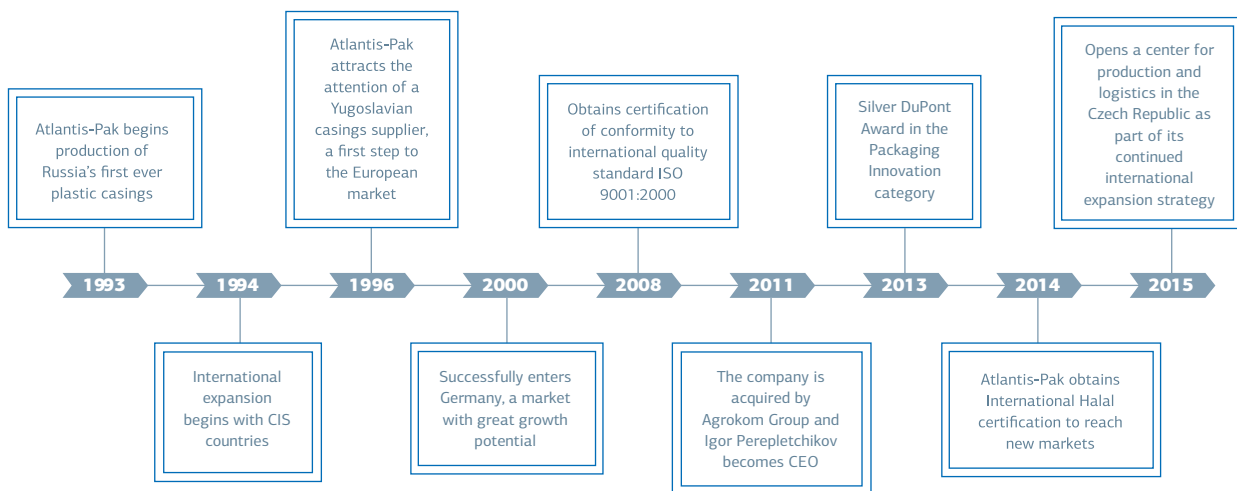 Atlantis-Pak begins
production of
Russia's first ever
plastic casings
1993
International
expansion
begins with CIS
countries
1994
Atlantis-Pak
attracts the
attention of a
Yugoslavian
casings supplier,
a first step to
the European
market
1996
Successfully enters
Germany, a market
with great growth
potential
2000
Obtains certification
of conformity to
international quality
standard ISO
9001:2000
2008
The company is
acquired by
Agrokom Group and
Igor Perepletchikov
becomes CEO
2011
Silver DuPont
Award in the
Packaging
Innovation
category
2013
Atlantis-Pak obtains
International Halal
certification to reach
new markets
2014
Opens a center for
production and
logistics in the
Czech Republic as
part of its
continued
international
expansion strategy
2015